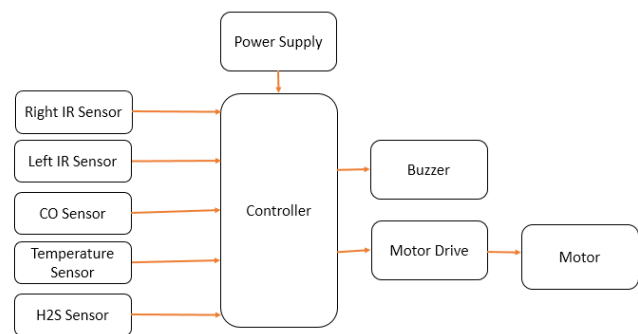 Power Supply
Right IR Sensor
Left IR Sensor
CO Sensor
Temperature
Sensor
H2S Sensor
Controller
Buzzer
Motor Drive
Motor